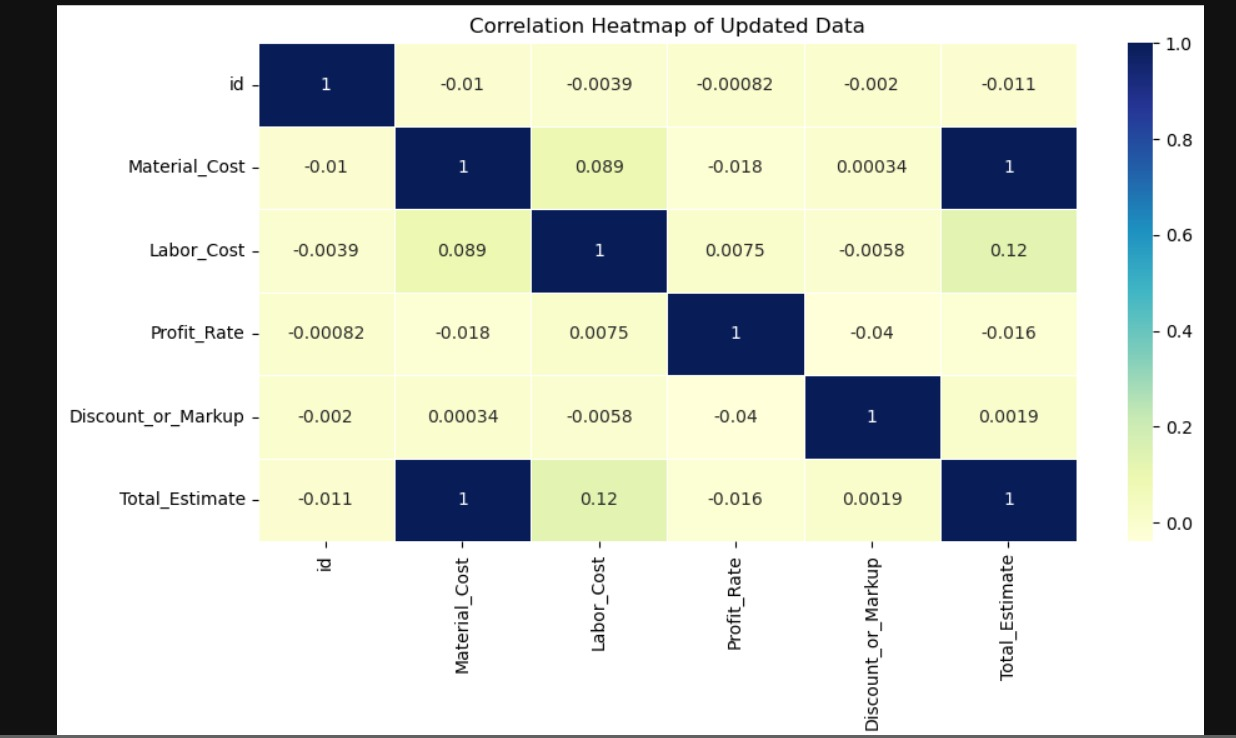 Correlation Heatmap of Updated Data
id 1 -0.01 -0.0039 -0.00082 -0.002 -0.011
Material_Cost -0.01 1 0.089 -0.018 0.00034 1
Labor_Cost -0.0039 0.089 1 0.0075 -0.0058 0.12
Profit_Rate -0.00082 -0.018 0.0075 1 -0.04 -0.016
Discount_or_Markup -0.002 0.00034 -0.0058 -0.04 1 0.0019
Total_Estimate -0.011 1 0.12 -0.016 0.0019 1
id
Material_Cost
Labor_Cost
Profit_Rate
Discount_or_Markup
Total_Estimate
1.0
0.8
0.6
0.4
0.2
0.0